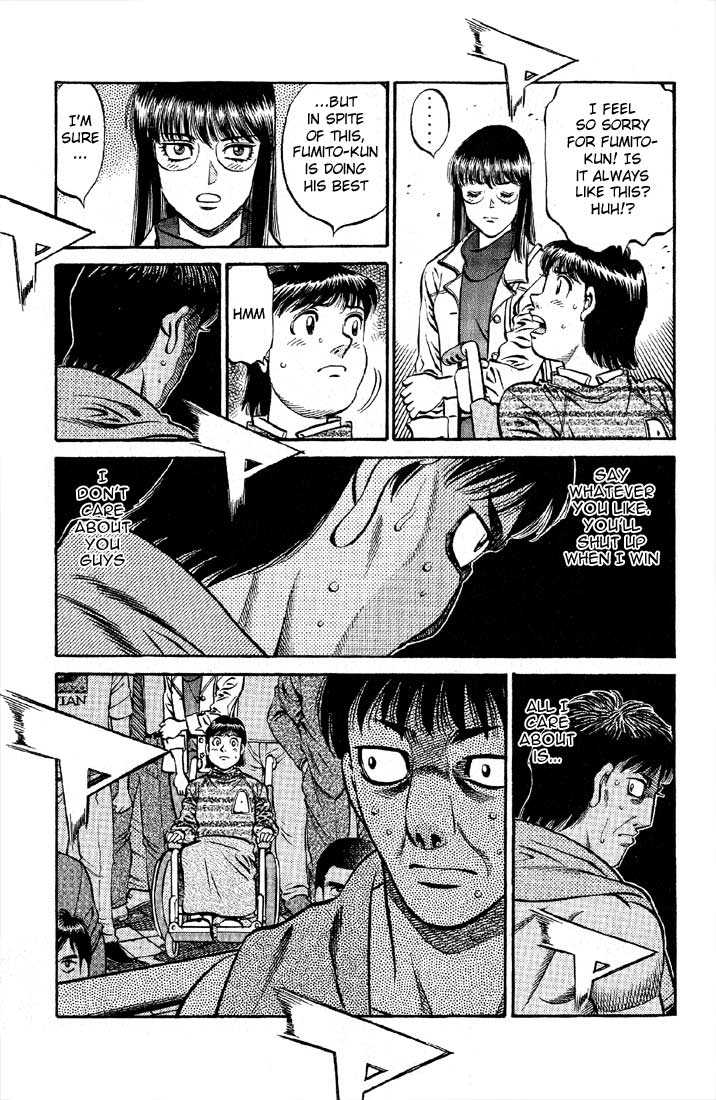 I FEEL
SO SORRY
FOR FUMITO-
KUN! IS
IT ALWAYS
LIKE THIS?
HUH!?
......
...BUT
IN SPITE
OF THIS,
FUMITO-KUN
IS DOING
HIS BEST
I'M
SURE
...
HMM
SAY
WHATEVER
YOU LIKE.
YOU'LL
SHUT UP
WHEN I WIN
I
DON'T
CARE
ABOUT
YOU
GUYS
ALL I
CARE
ABOUT
IS...
TIAN